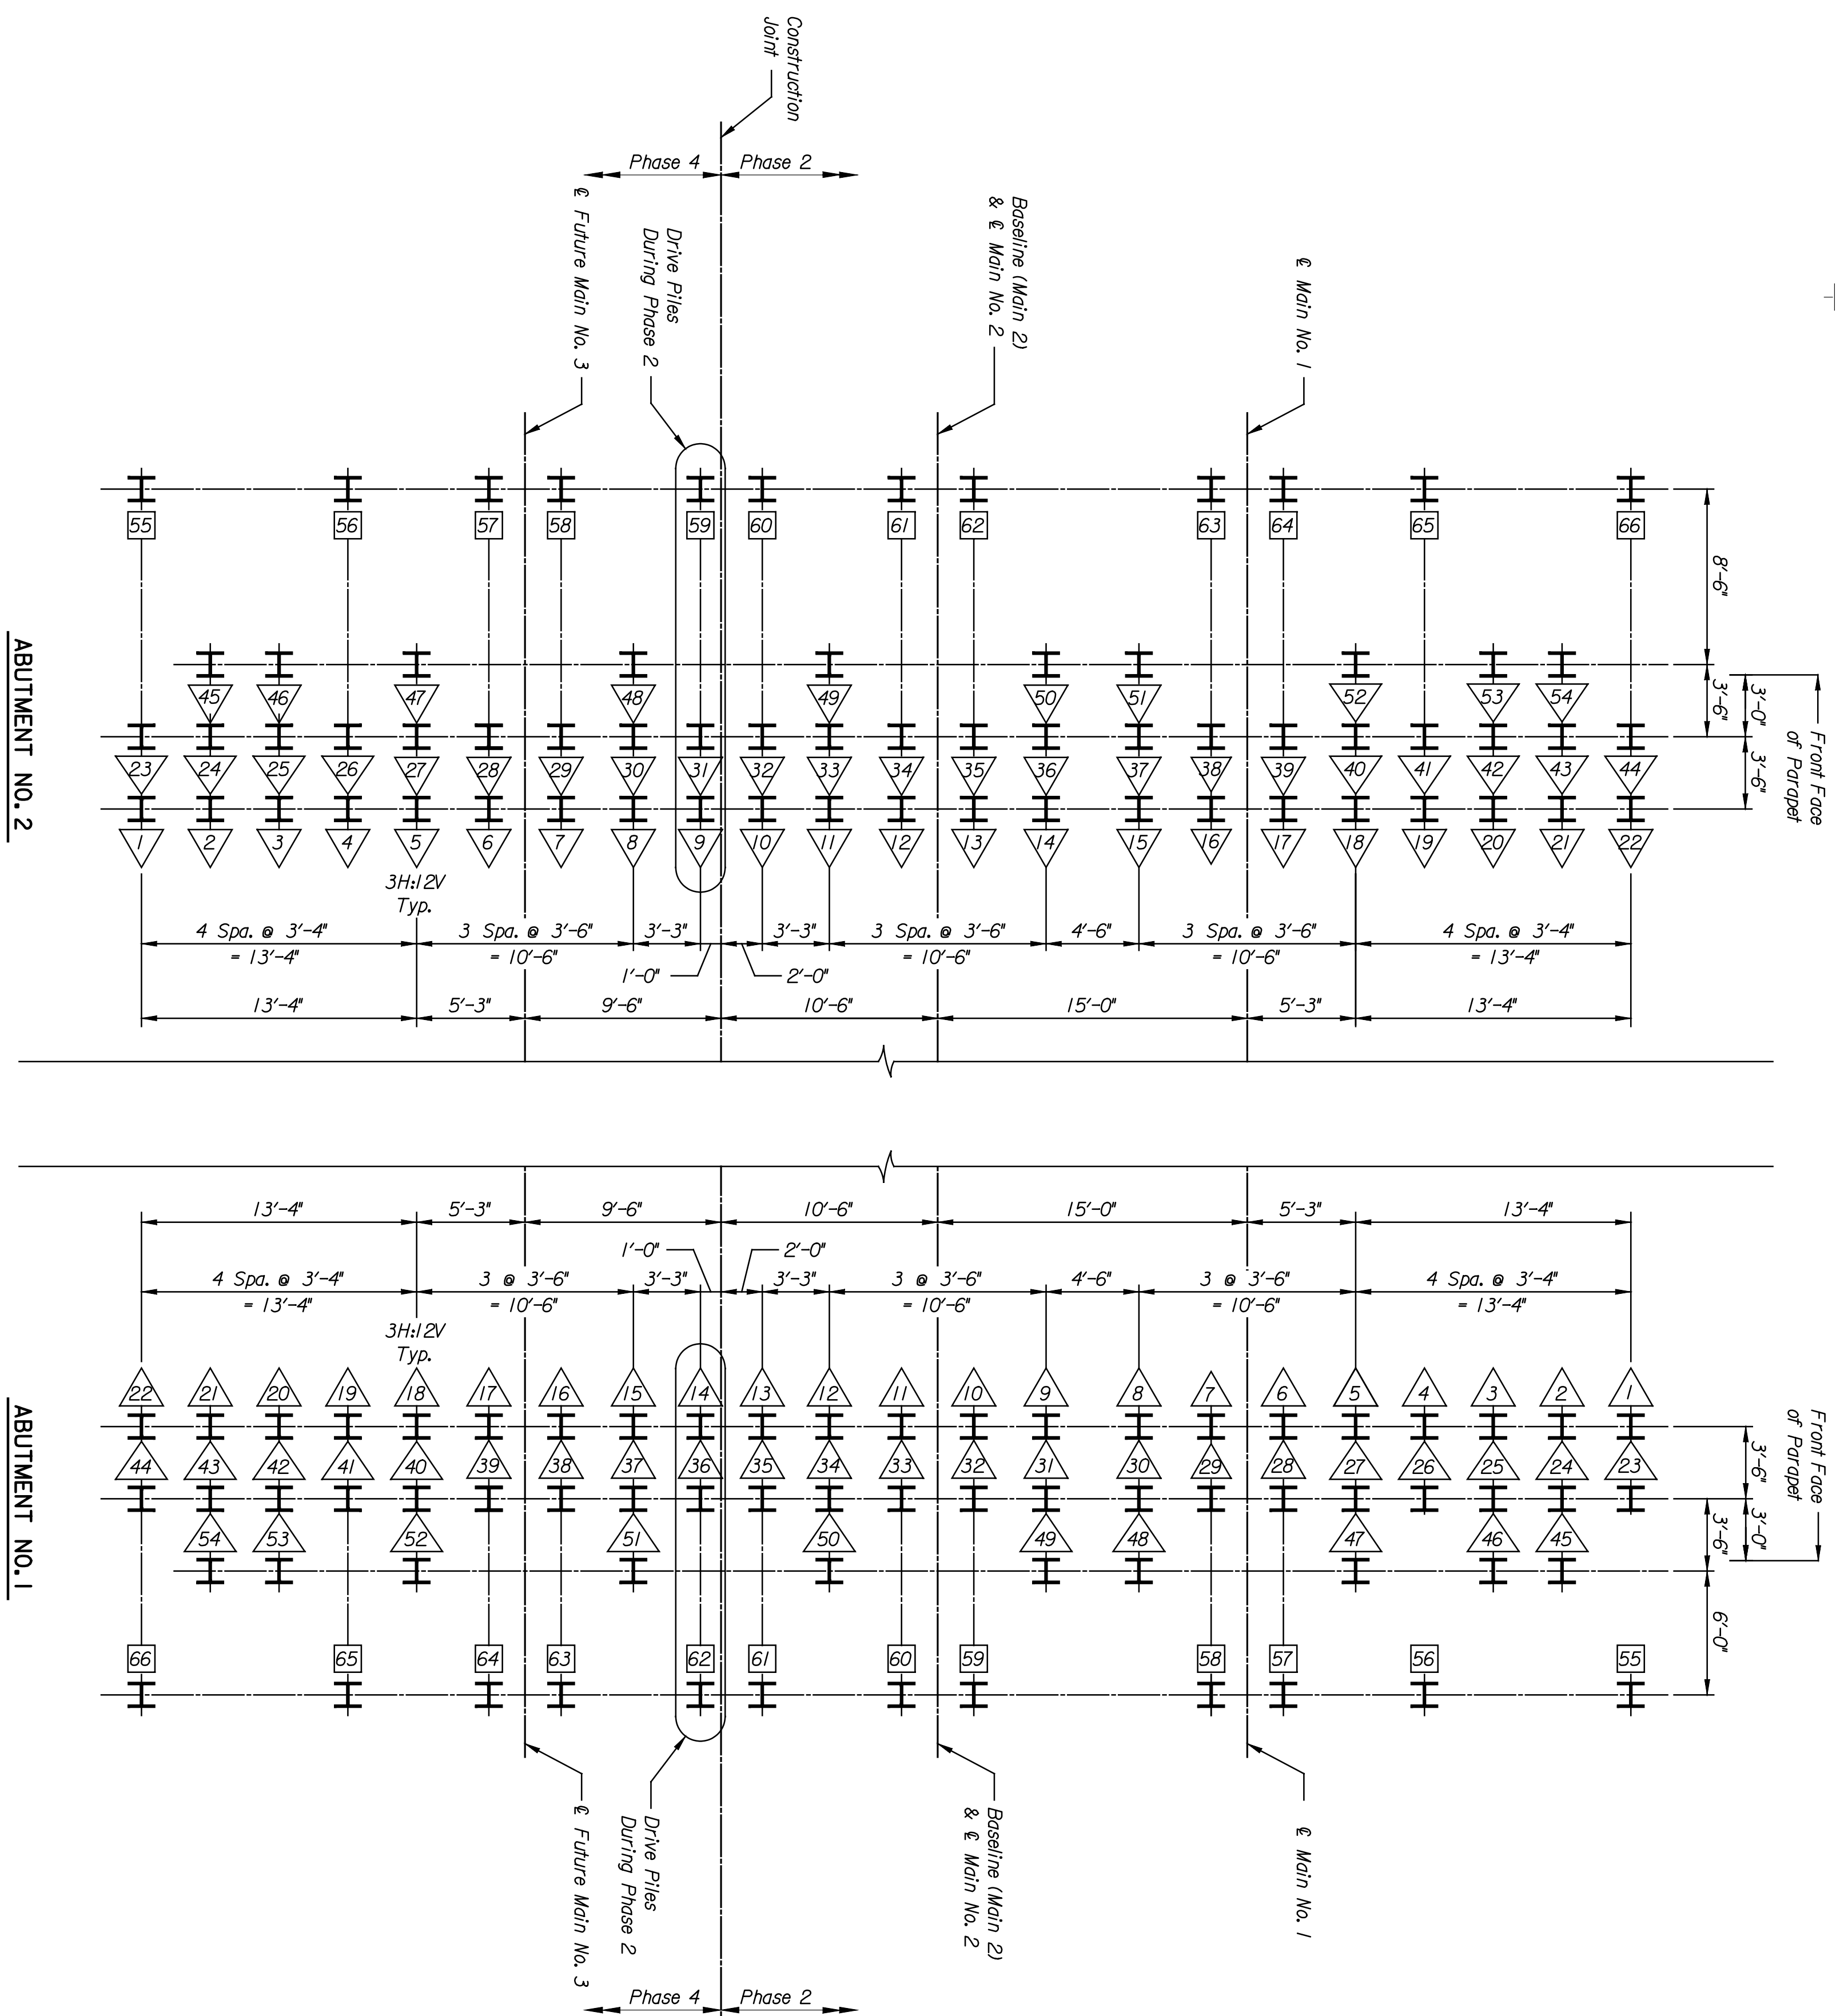 Construction
Joint
Phase 4
Phase 2
℄ Future Main No. 3
Drive Piles
During Phase 2
Baseline (Main 2)
& ℄ Main No. 2
℄ Main No. 1
Front Face
of Parapet
8'-6"
3'-6"
3'-0"
3'-6"
55 56 57 58 59 60 61 62 63 64 65 66
45 46 47 48 49 50 51 52 53 54
23 24 25 26 27 28 29 30 31 32 33 34 35 36 37 38 39 40 41 42 43 44
1 2 3 4 5 6 7 8 9 10 11 12 13 14 15 16 17 18 19 20 21 22
3H:12V
Typ.
4 Spa. @ 3'-4"
= 13'-4"
3 Spa. @ 3'-6"
= 10'-6"
3'-3"
1'-0"
2'-0"
3'-3"
3 Spa. @ 3'-6"
= 10'-6"
4'-6"
3 Spa. @ 3'-6"
= 10'-6"
4 Spa. @ 3'-4"
= 13'-4"
13'-4" 5'-3" 9'-6" 10'-6" 15'-0" 5'-3" 13'-4"
ABUTMENT NO. 2
13'-4" 5'-3" 9'-6" 10'-6" 15'-0" 5'-3" 13'-4"
1'-0"
2'-0"
4 Spa. @ 3'-4"
= 13'-4"
3 @ 3'-6"
= 10'-6"
3'-3"
3'-3"
3 @ 3'-6"
= 10'-6"
4'-6"
3 @ 3'-6"
= 10'-6"
4 Spa. @ 3'-4"
= 13'-4"
3H:12V
Typ.
22 21 20 19 18 17 16 15 14 13 12 11 10 9 8 7 6 5 4 3 2 1
44 43 42 41 40 39 38 37 36 35 34 33 32 31 30 29 28 27 26 25 24 23
54 53 52 51 50 49 48 47 46 45
66 65 64 63 62 61 60 59 58 57 56 55
Front Face
of Parapet
3'-6"
3'-0"
3'-6"
6'-0"
℄ Future Main No. 3
Drive Piles
During Phase 2
Baseline (Main 2)
& ℄ Main No. 2
℄ Main No. 1
Phase 4
Phase 2
ABUTMENT NO. 1